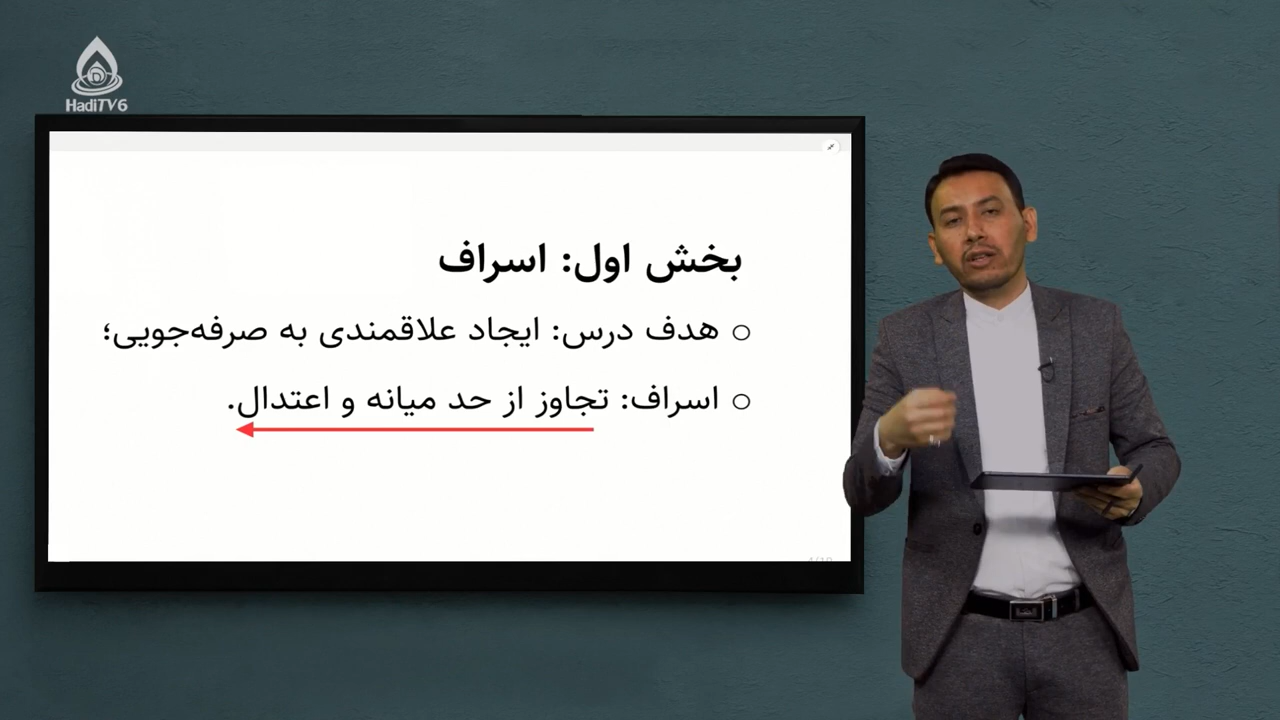 HadiTV6
بخش اول: اسراف
○ هدف درس: ایجاد علاقمندی به صرفه‌جویی؛
○ اسراف: تجاوز از حد میانه و اعتدال.